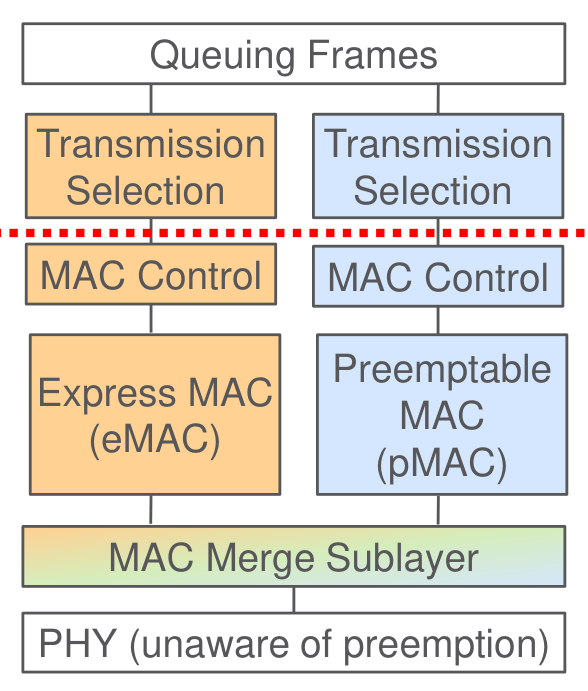 Queuing Frames
Transmission
Selection
Transmission
Selection
MAC Control
MAC Control
Express MAC
(eMAC)
Preemptable
MAC
(pMAC)
MAC Merge Sublayer
PHY (unaware of preemption)